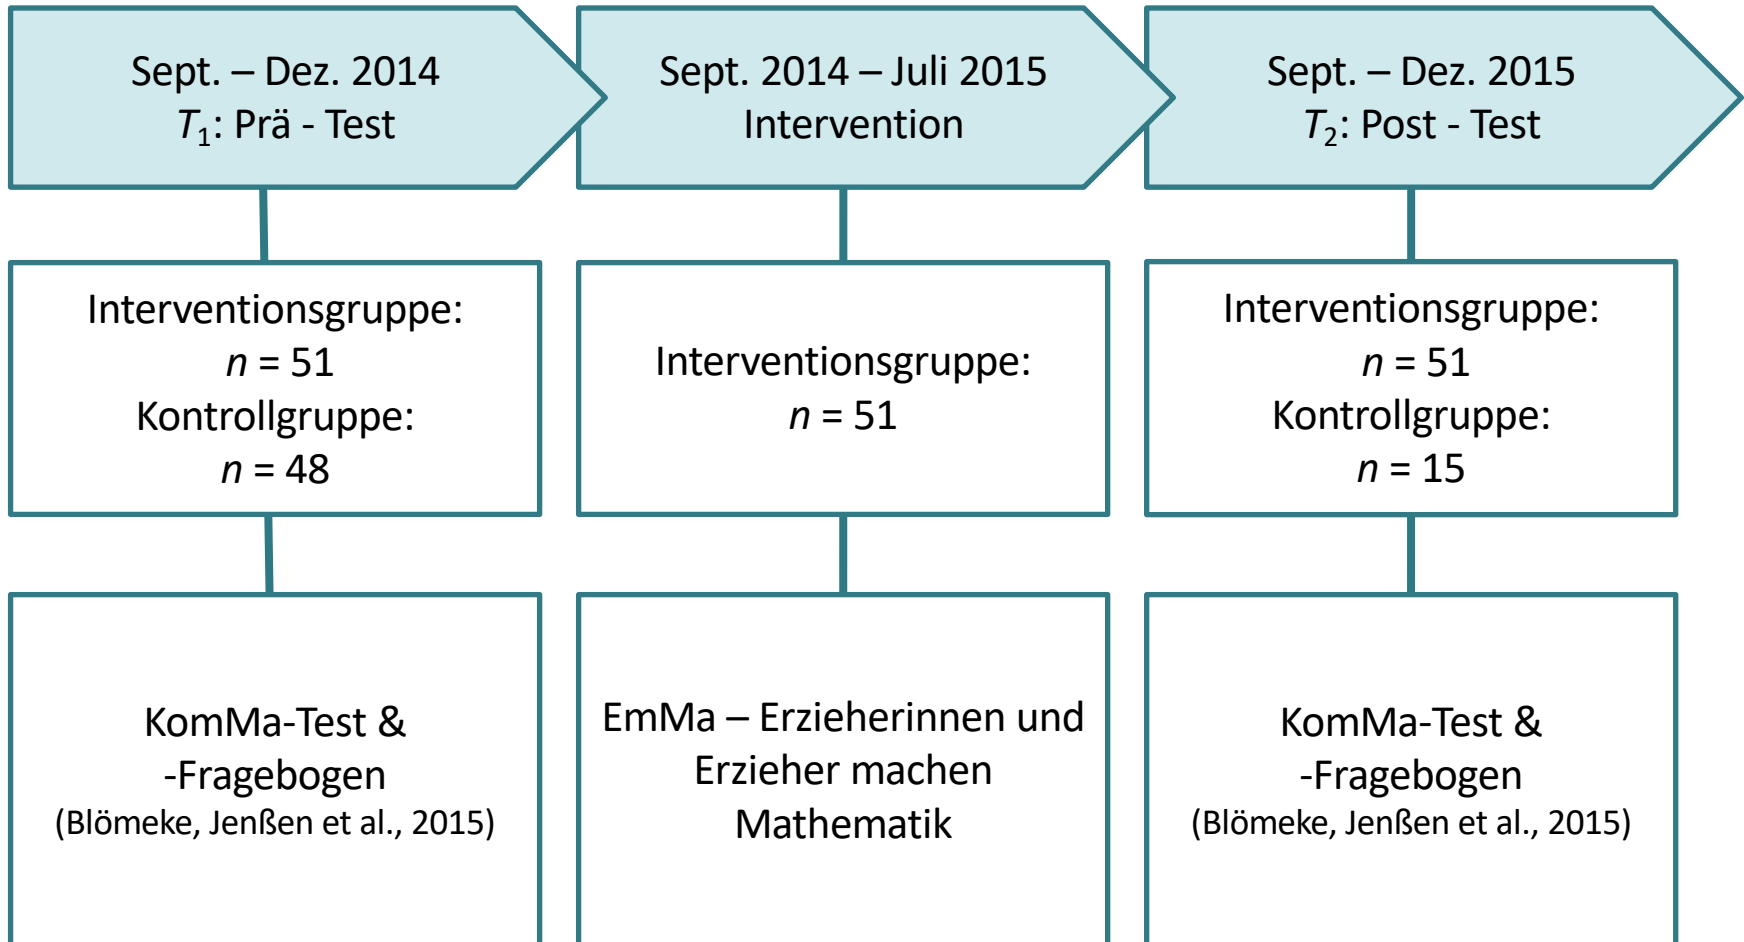 Sept. – Dez. 2014
T₁: Prä - Test
Sept. 2014 – Juli 2015
Intervention
Sept. – Dez. 2015
T₂: Post - Test
Interventionsgruppe:
n = 51
Kontrollgruppe:
n = 48
Interventionsgruppe:
n = 51
Interventionsgruppe:
n = 51
Kontrollgruppe:
n = 15
KomMa-Test &
-Fragebogen
(Blömeke, Jenßen et al., 2015)
EmMa – Erzieherinnen und
Erzieher machen
Mathematik
KomMa-Test &
-Fragebogen
(Blömeke, Jenßen et al., 2015)